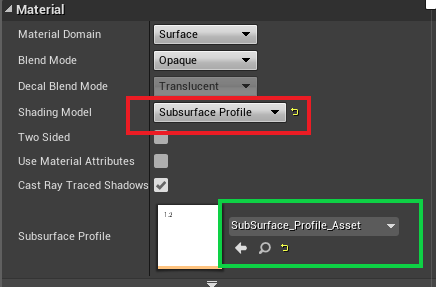 Material
Material Domain Surface
Blend Mode Opaque
Decal Blend Mode Translucent
Shading Model Subsurface Profile
Two Sided
Use Material Attributes
Cast Ray Traced Shadows
1.2
Subsurface Profile SubSurface_Profile_Asset